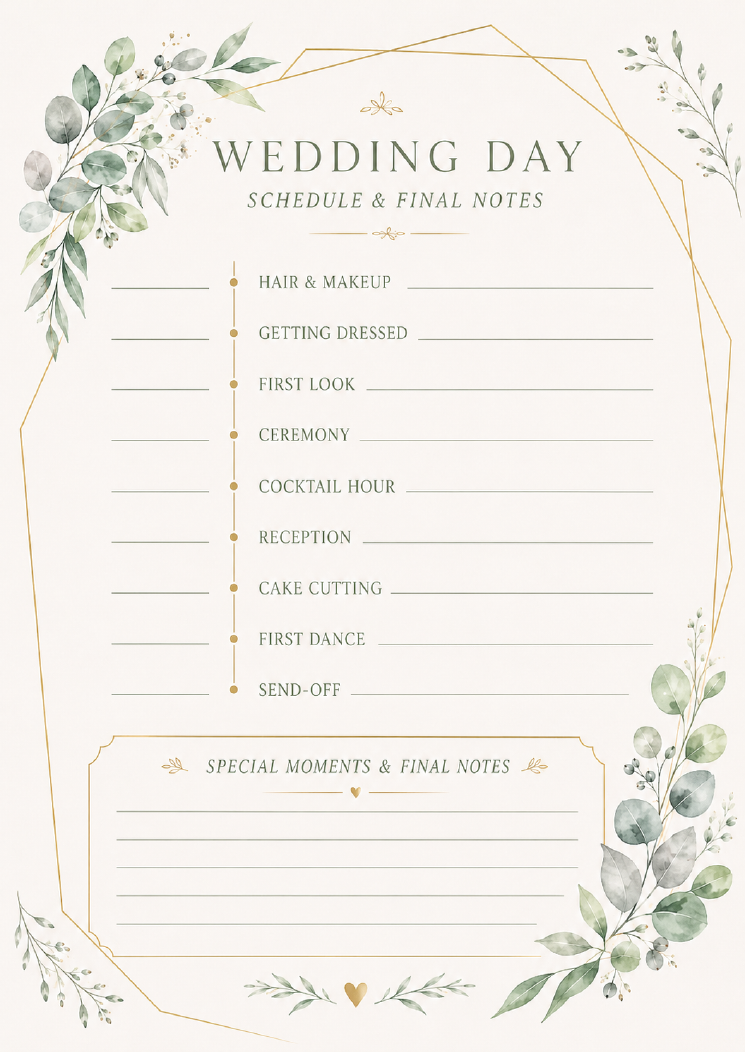 WEDDING DAY
SCHEDULE & FINAL NOTES
HAIR & MAKEUP
GETTING DRESSED
FIRST LOOK
CEREMONY
COCKTAIL HOUR
RECEPTION
CAKE CUTTING
FIRST DANCE
SEND-OFF
SPECIAL MOMENTS & FINAL NOTES